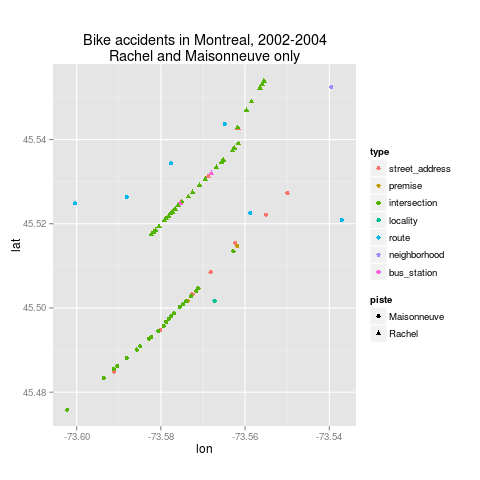 Bike accidents in Montreal, 2002-2004
Rachel and Maisonneuve only
45.54
45.52
45.50
45.48
lat
-73.60
-73.58
-73.56
-73.54
lon
type
street_address
premise
intersection
locality
route
neighborhood
bus_station
piste
Maisonneuve
Rachel